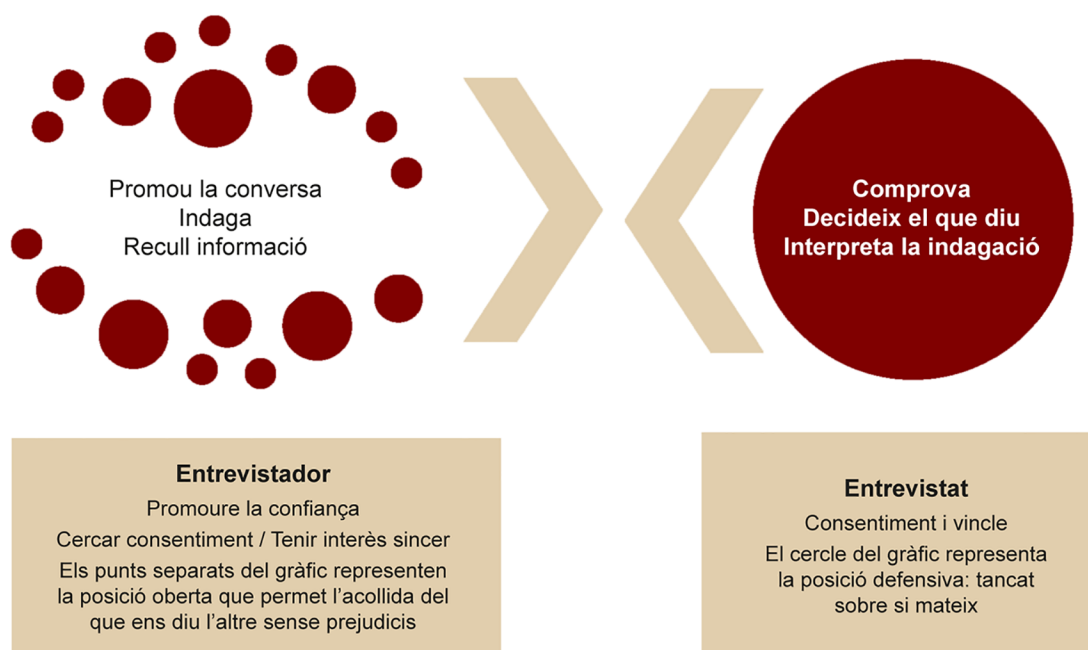 Promou la conversa
Indaga
Recull informació
Comprova
Decideix el que diu
Interpreta la indagació
Entrevistador
Promoure la confiança
Cercar consentiment / Tenir interès sincer
Els punts separats del gràfic representen
la posició oberta que permet l’acollida del
que ens diu l’altre sense prejudicis
Entrevistat
Consentiment i vincle
El cercle del gràfic representa
la posició defensiva: tancat
sobre si mateix